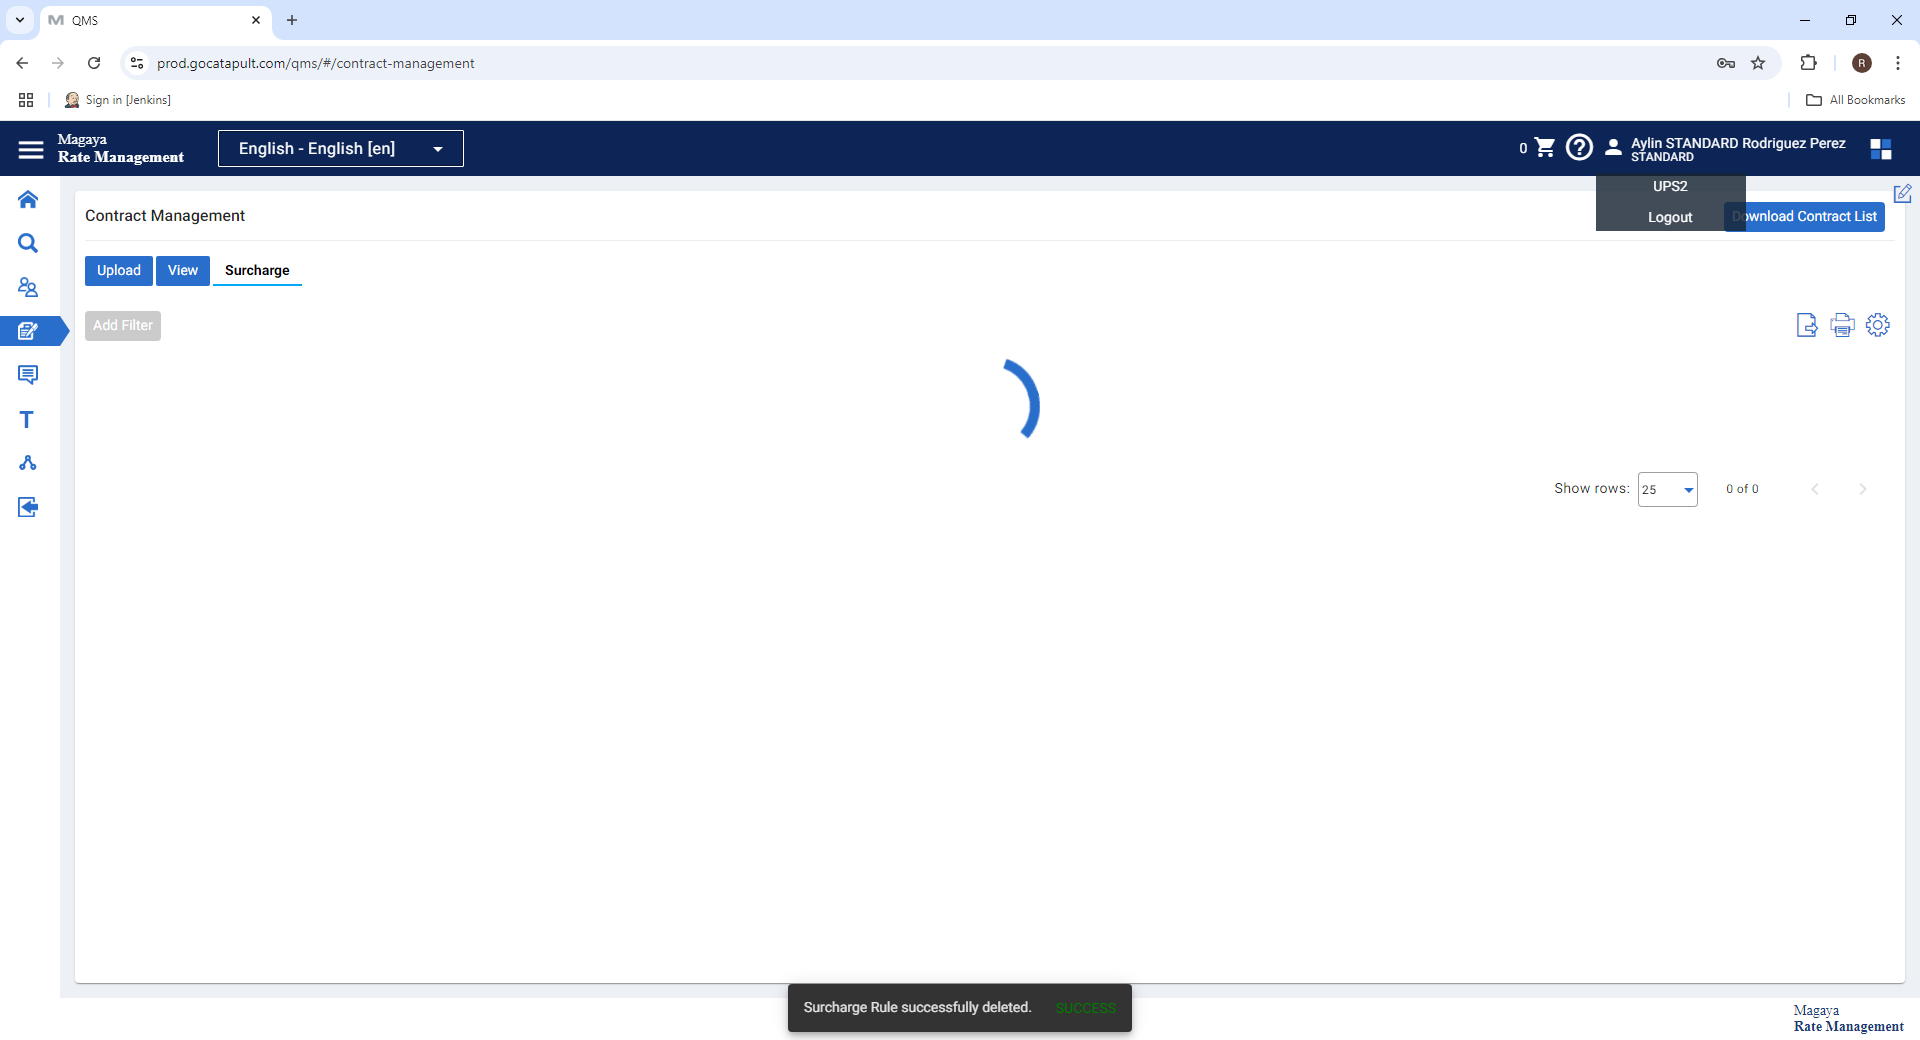 QMS
prod.gocatapult.com/qms/#/contract-management
R
Sign in [Jenkins]
All Bookmarks
Magaya
Rate Management
English - English [en]
0
Aylin STANDARD Rodriguez Perez
STANDARD
UPS2
Logout
Contract Management
Download Contract List
Upload
View
Surcharge
Add Filter
T
Show rows:
25
0 of 0
Surcharge Rule successfully deleted.
SUCCESS
Magaya
Rate Management